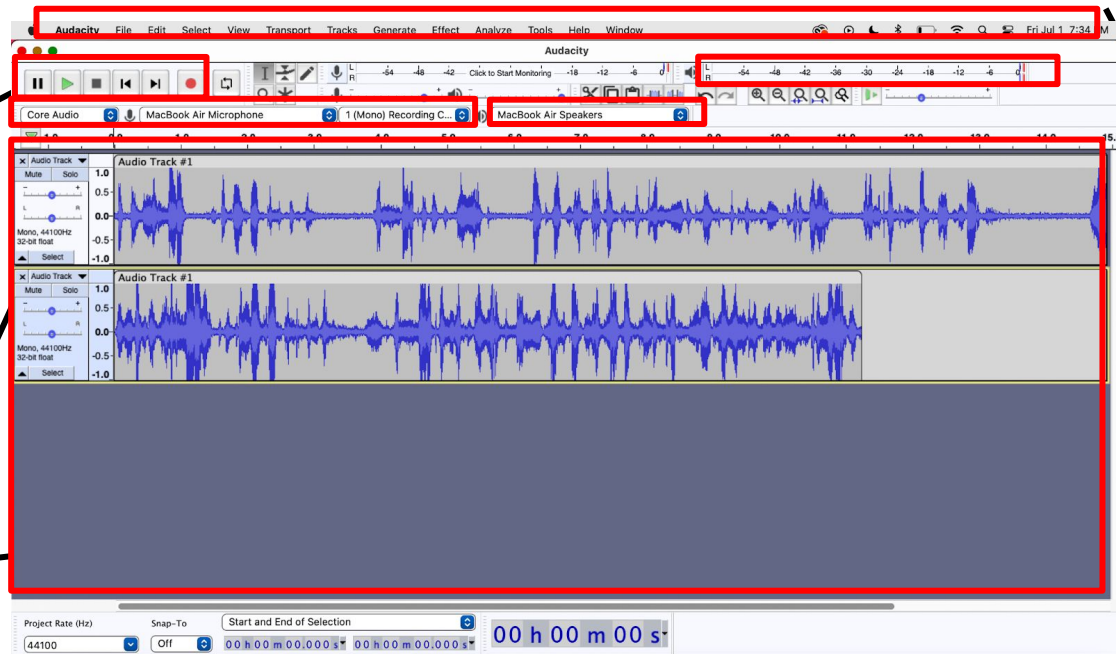 Audacity File Edit Select View Transport Tracks Generate Effect Analyze Tools Help Window Fri Jul 1 7:34
Audacity
L -54 -48 -42 Click to Start Monitoring -18 -12 -6 0 L -54 -48 -42 -36 -30 -24 -18 -12 -6 0
R R
Core Audio MacBook Air Microphone 1 (Mono) Recording C... MacBook Air Speakers
Audio Track Audio Track #1
Mute Solo 1.0
- + 0.5
L R 0.0
Mono, 44100Hz
32-bit float -0.5
Select -1.0
Audio Track Audio Track #1
Mute Solo 1.0
- + 0.5
L R 0.0
Mono, 44100Hz
32-bit float -0.5
Select -1.0
Project Rate (Hz) Snap-To Start and End of Selection
44100 Off 00 h 00 m 00.000 s 00 h 00 m 00.000 s 00 h 00 m 00 s